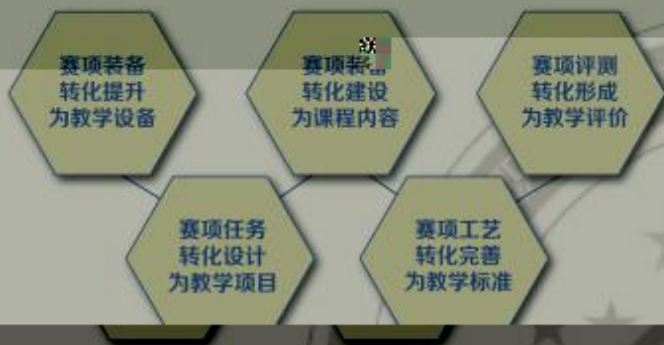 赛项装备
转化提升
为教学设备
赛项装
转化建设
为课程内容
赛项评测
转化形成
为教学评价
赛项任务
转化设计
为教学项目
赛项工艺
转化完善
为教学标准